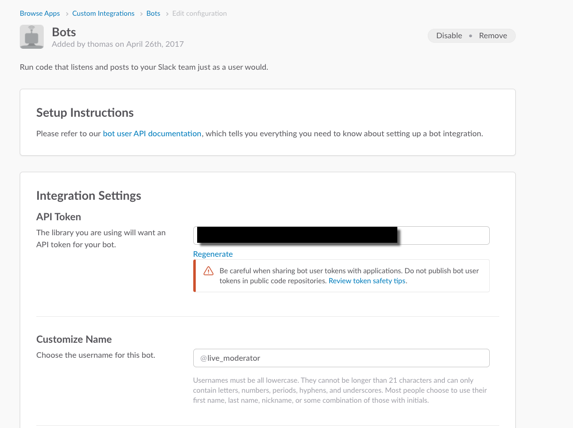 Browse Apps > Custom Integrations > Bots > Edit configuration
Bots
Added by thomas on April 26th, 2017
Disable • Remove
Run code that listens and posts to your Slack team just as a user would.
Setup Instructions
Please refer to our bot user API documentation, which tells you everything you need to know about setting up a bot integration.
Integration Settings
API Token
The library you are using will want an
API token for your bot.
Regenerate
Be careful when sharing bot user tokens with applications. Do not publish bot user
tokens in public code repositories. Review token safety tips.
Customize Name
Choose the username for this bot.
@live_moderator
Usernames must be all lowercase. They cannot be longer than 21 characters and can only
contain letters, numbers, periods, hyphens, and underscores. Most people choose to use their
first name, last name, nickname, or some combination of those with initials.